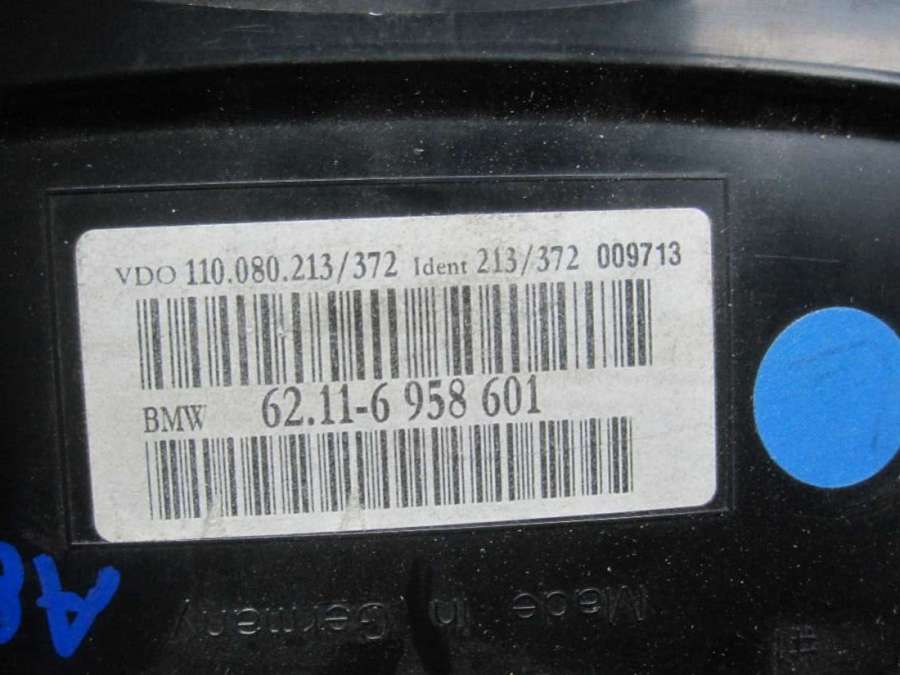 VDO 110.080.213/372 Ident 213/372 009713
BMW 62.11-6 958 601
Made in Germany